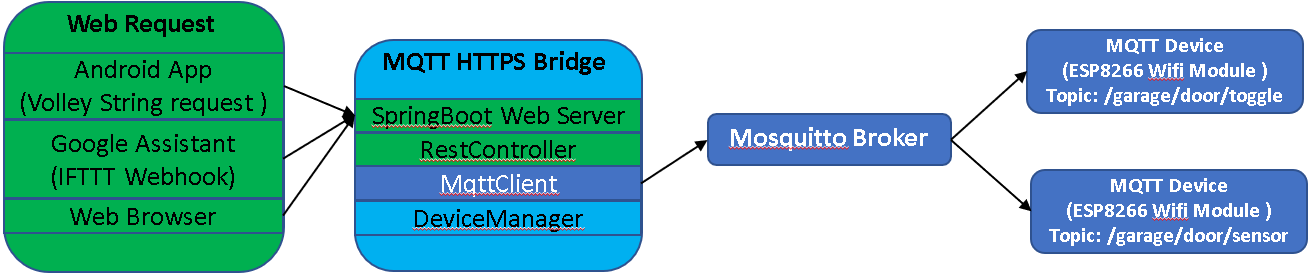 Web Request
Android App
(Volley String request )
Google Assistant
(IFTTT Webhook)
Web Browser
MQTT HTTPS Bridge
SpringBoot Web Server
RestController
MqttClient
DeviceManager
Mosquitto Broker
MQTT Device
(ESP8266 Wifi Module )
Topic: /garage/door/toggle
MQTT Device
(ESP8266 Wifi Module )
Topic: /garage/door/sensor